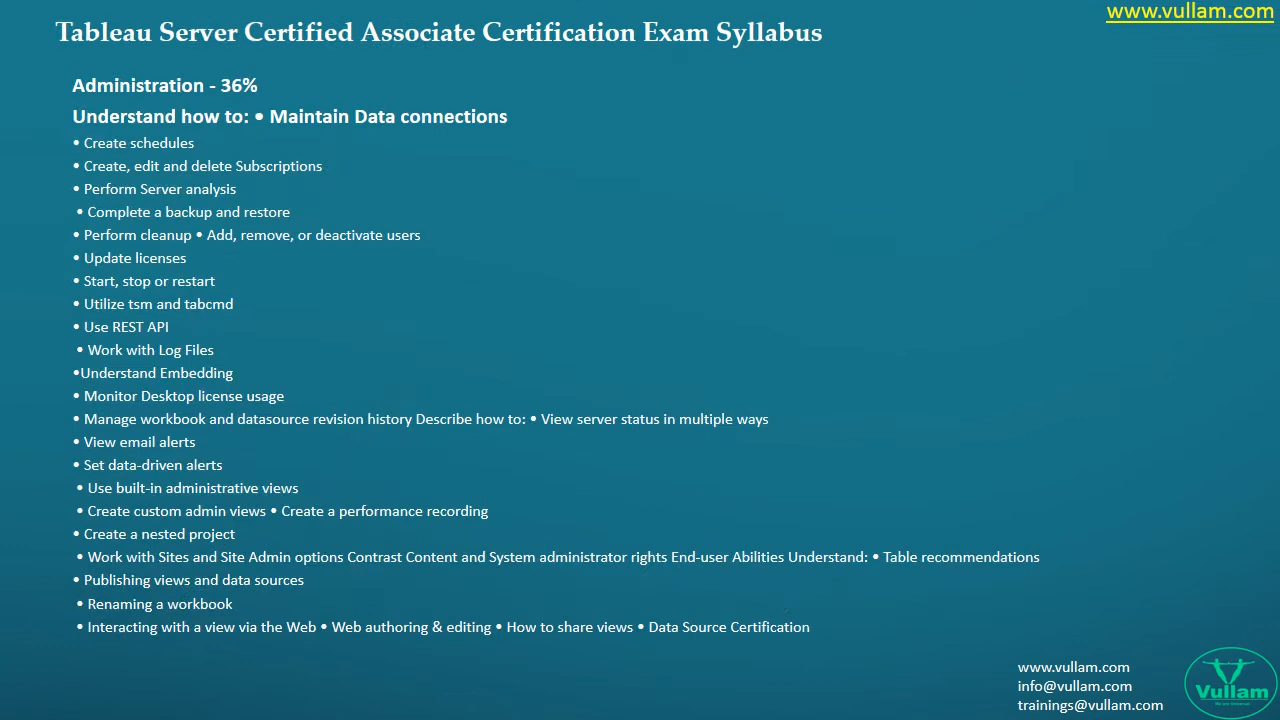 www.vullam.com
Tableau Server Certified Associate Certification Exam Syllabus
Administration - 36%
Understand how to: • Maintain Data connections
• Create schedules
• Create, edit and delete Subscriptions
• Perform Server analysis
• Complete a backup and restore
• Perform cleanup • Add, remove, or deactivate users
• Update licenses
• Start, stop or restart
• Utilize tsm and tabcmd
• Use REST API
• Work with Log Files
•Understand Embedding
• Monitor Desktop license usage
• Manage workbook and datasource revision history Describe how to: • View server status in multiple ways
• View email alerts
• Set data-driven alerts
• Use built-in administrative views
• Create custom admin views • Create a performance recording
• Create a nested project
• Work with Sites and Site Admin options Contrast Content and System administrator rights End-user Abilities Understand: • Table recommendations
• Publishing views and data sources
• Renaming a workbook
• Interacting with a view via the Web • Web authoring & editing • How to share views • Data Source Certification
www.vullam.com
info@vullam.com
trainings@vullam.com
Vullam
We are Universal